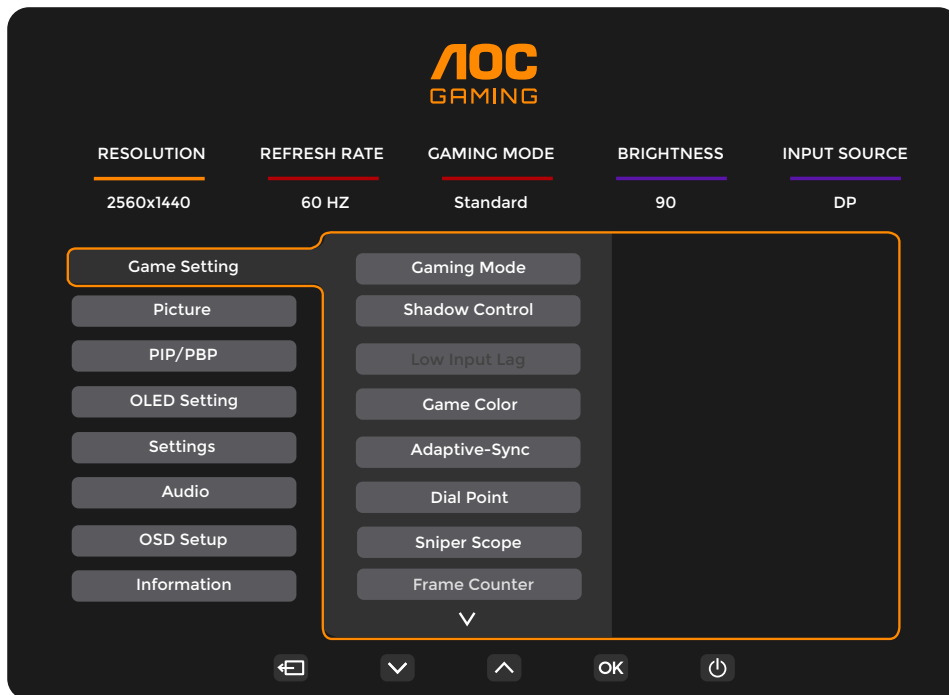 AOC
GAMING
RESOLUTION REFRESH RATE GAMING MODE BRIGHTNESS INPUT SOURCE
2560x1440 60 HZ Standard 90 DP
Game Setting
Picture
PIP/PBP
OLED Setting
Settings
Audio
OSD Setup
Information
Gaming Mode
Shadow Control
Low Input Lag
Game Color
Adaptive-Sync
Dial Point
Sniper Scope
Frame Counter
OK